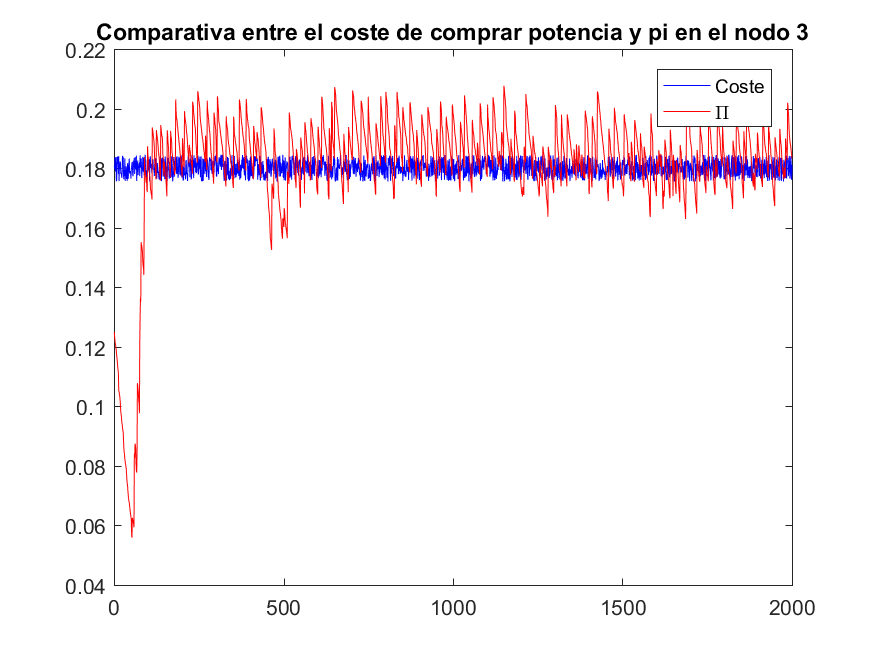 Comparativa entre el coste de comprar potencia y pi en el nodo 3
0.22
0.2
0.18
0.16
0.14
0.12
0.1
0.08
0.06
0.04
0 500 1000 1500 2000
Coste
Π